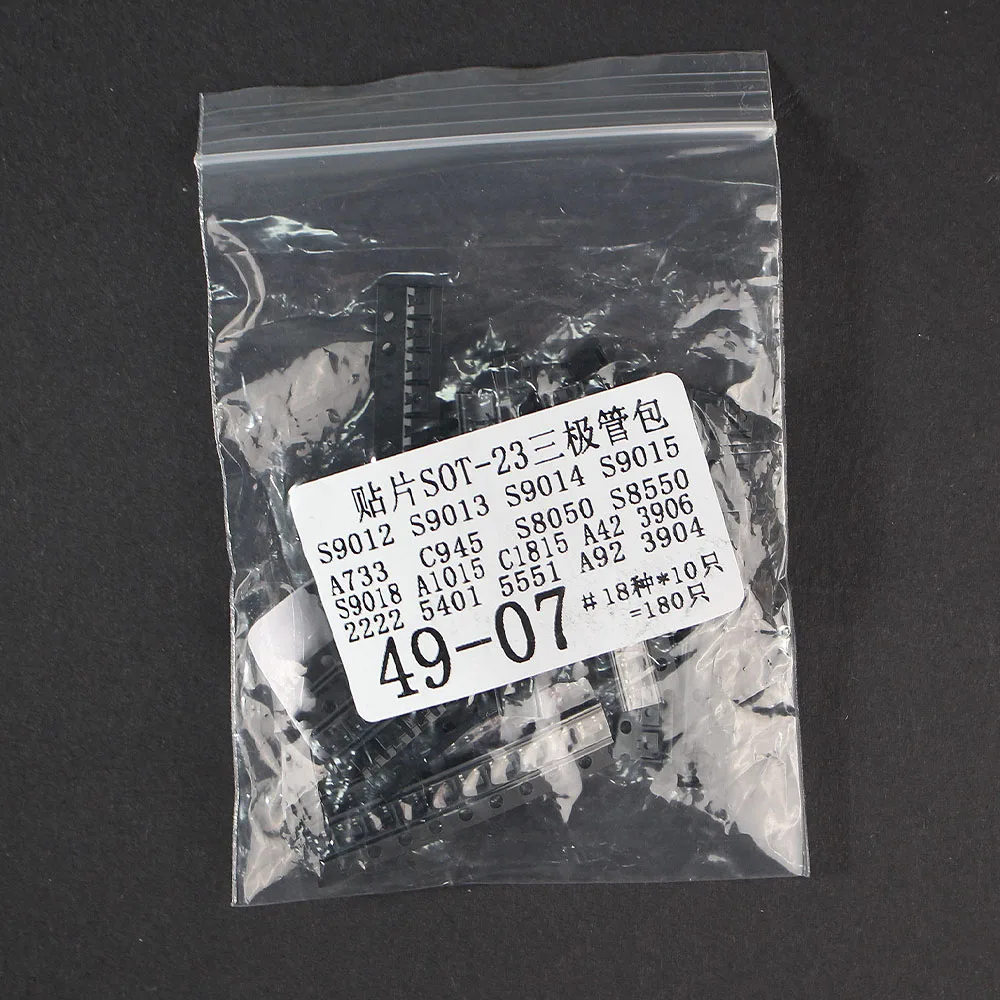 贴片SOT-23三极管包
S9012 S9013 S9014 S9015
A733 C945 S8050 S8550
S9018 A1015 C1815 A42 3906
2222 5401 5551 A92 3904
49-07 #18种*10只
=180只